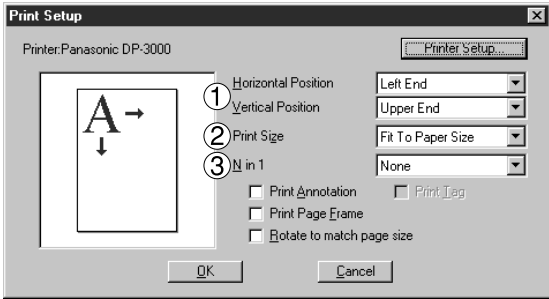 Print Setup
Printer:Panasonic DP-3000
Printer Setup...
A
① Horizontal Position Left End
Vertical Position Upper End
② Print Size Fit To Paper Size
③ N in 1 None
Print Annotation Print Tag
Print Page Frame
Rotate to match page size
OK Cancel